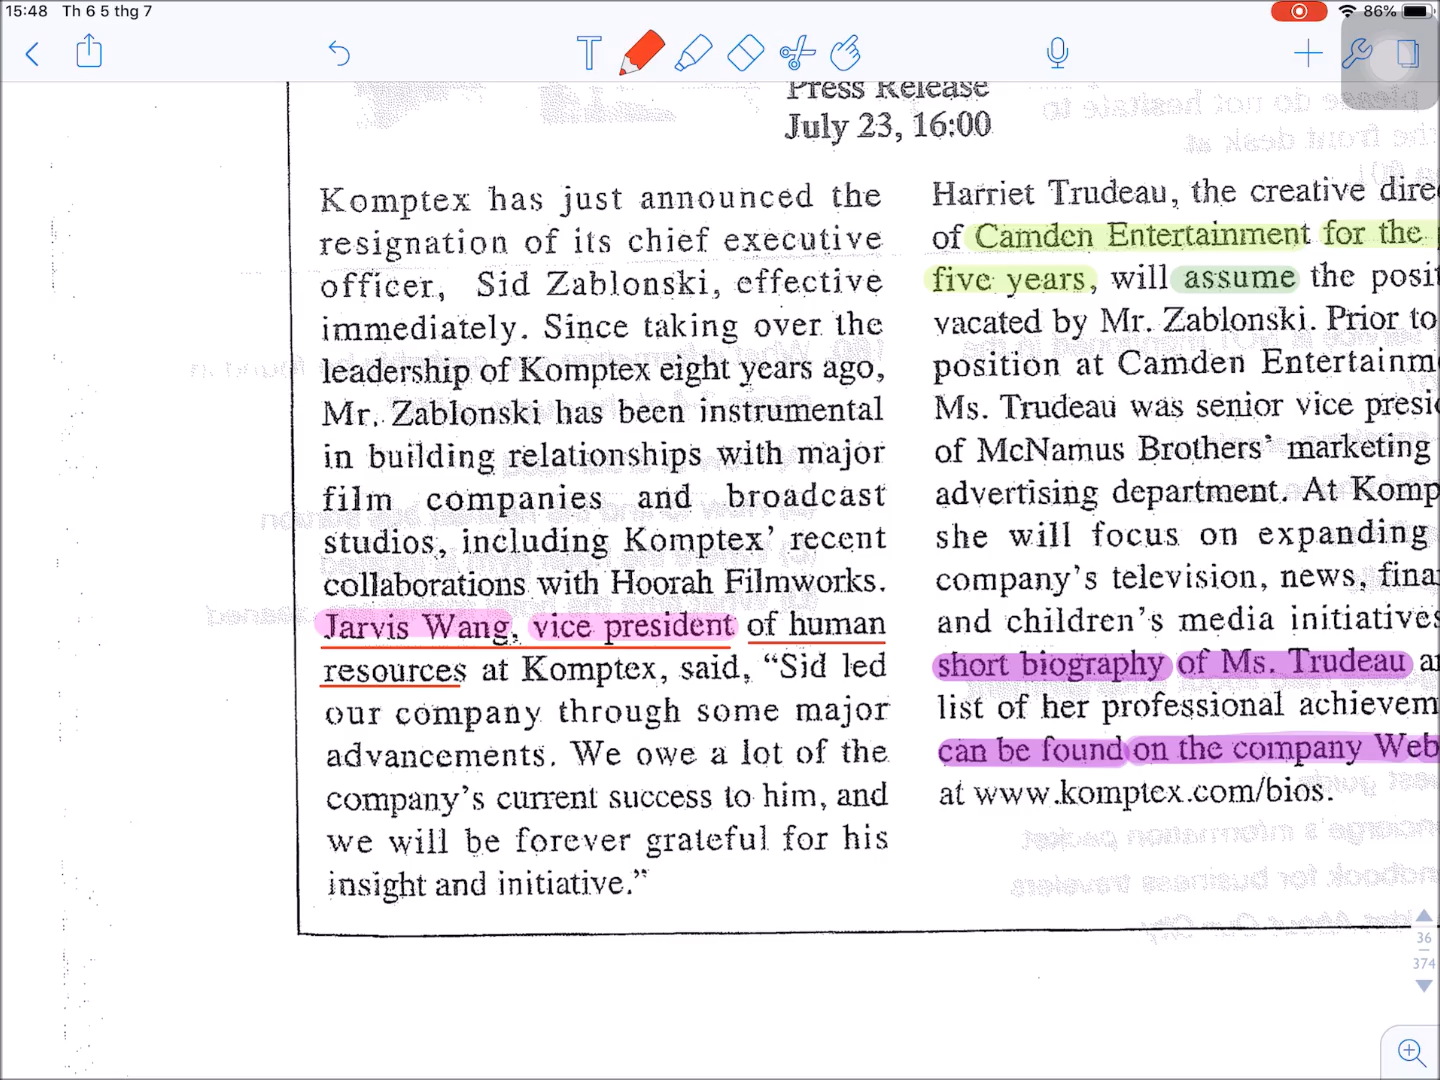 15:48 Th 6 5 thg 7
86%
Press Release
July 23, 16:00
Komptex has just announced the
resignation of its chief executive
officer, Sid Zablonski, effective
immediately. Since taking over the
leadership of Komptex eight years ago,
Mr. Zablonski has been instrumental
in building relationships with major
film companies and broadcast
studios, including Komptex' recent
collaborations with Hoorah Filmworks.
Jarvis Wang, vice president of human
resources at Komptex, said, "Sid led
our company through some major
advancements. We owe a lot of the
company's current success to him, and
we will be forever grateful for his
insight and initiative."
Harriet Trudeau, the creative dire
of Camden Entertainment for the
five years, will assume the posit
vacated by Mr. Zablonski. Prior to
position at Camden Entertainm
Ms. Trudeau was senior vice presi
of McNamus Brothers' marketing
advertising department. At Komp
she will focus on expanding
company's television, news, fina
and children's media initiatives
short biography of Ms. Trudeau a
list of her professional achievem
can be found on the company Web
at www.komptex.com/bios.
36
374